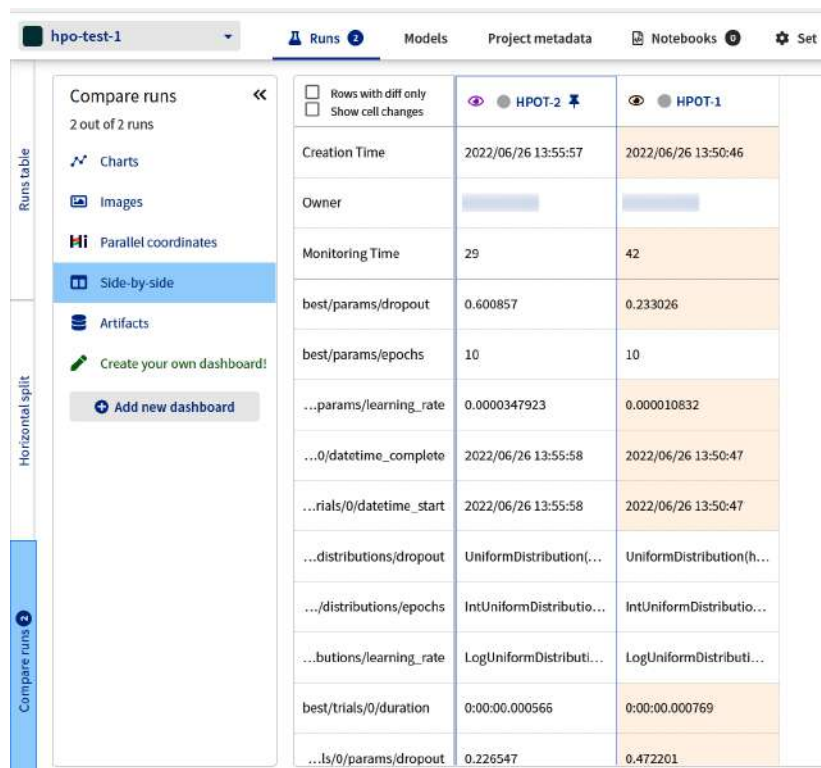 hpo-test-1
Runs 2
Models
Project metadata
Notebooks 0
Set
Runs table
Horizontal split
Compare runs 2
Compare runs
2 out of 2 runs
Charts
Images
Hi Parallel coordinates
Side-by-side
Artifacts
Create your own dashboard!
Add new dashboard
Rows with diff only
Show cell changes
HPOT-2
HPOT-1
Creation Time 2022/06/26 13:55:57 2022/06/26 13:50:46
Owner
Monitoring Time 29 42
best/params/dropout 0.600857 0.233026
best/params/epochs 10 10
...params/learning_rate 0.0000347923 0.000010832
...0/datetime_complete 2022/06/26 13:55:58 2022/06/26 13:50:47
...rials/0/datetime_start 2022/06/26 13:55:58 2022/06/26 13:50:47
...distributions/dropout UniformDistribution(... UniformDistribution(h...
.../distributions/epochs IntUniformDistributio... IntUniformDistributio...
...butions/learning_rate LogUniformDistributi... LogUniformDistributi...
best/trials/0/duration 0:00:00.000566 0:00:00.000769
...ls/0/params/dropout 0.226547 0.472201